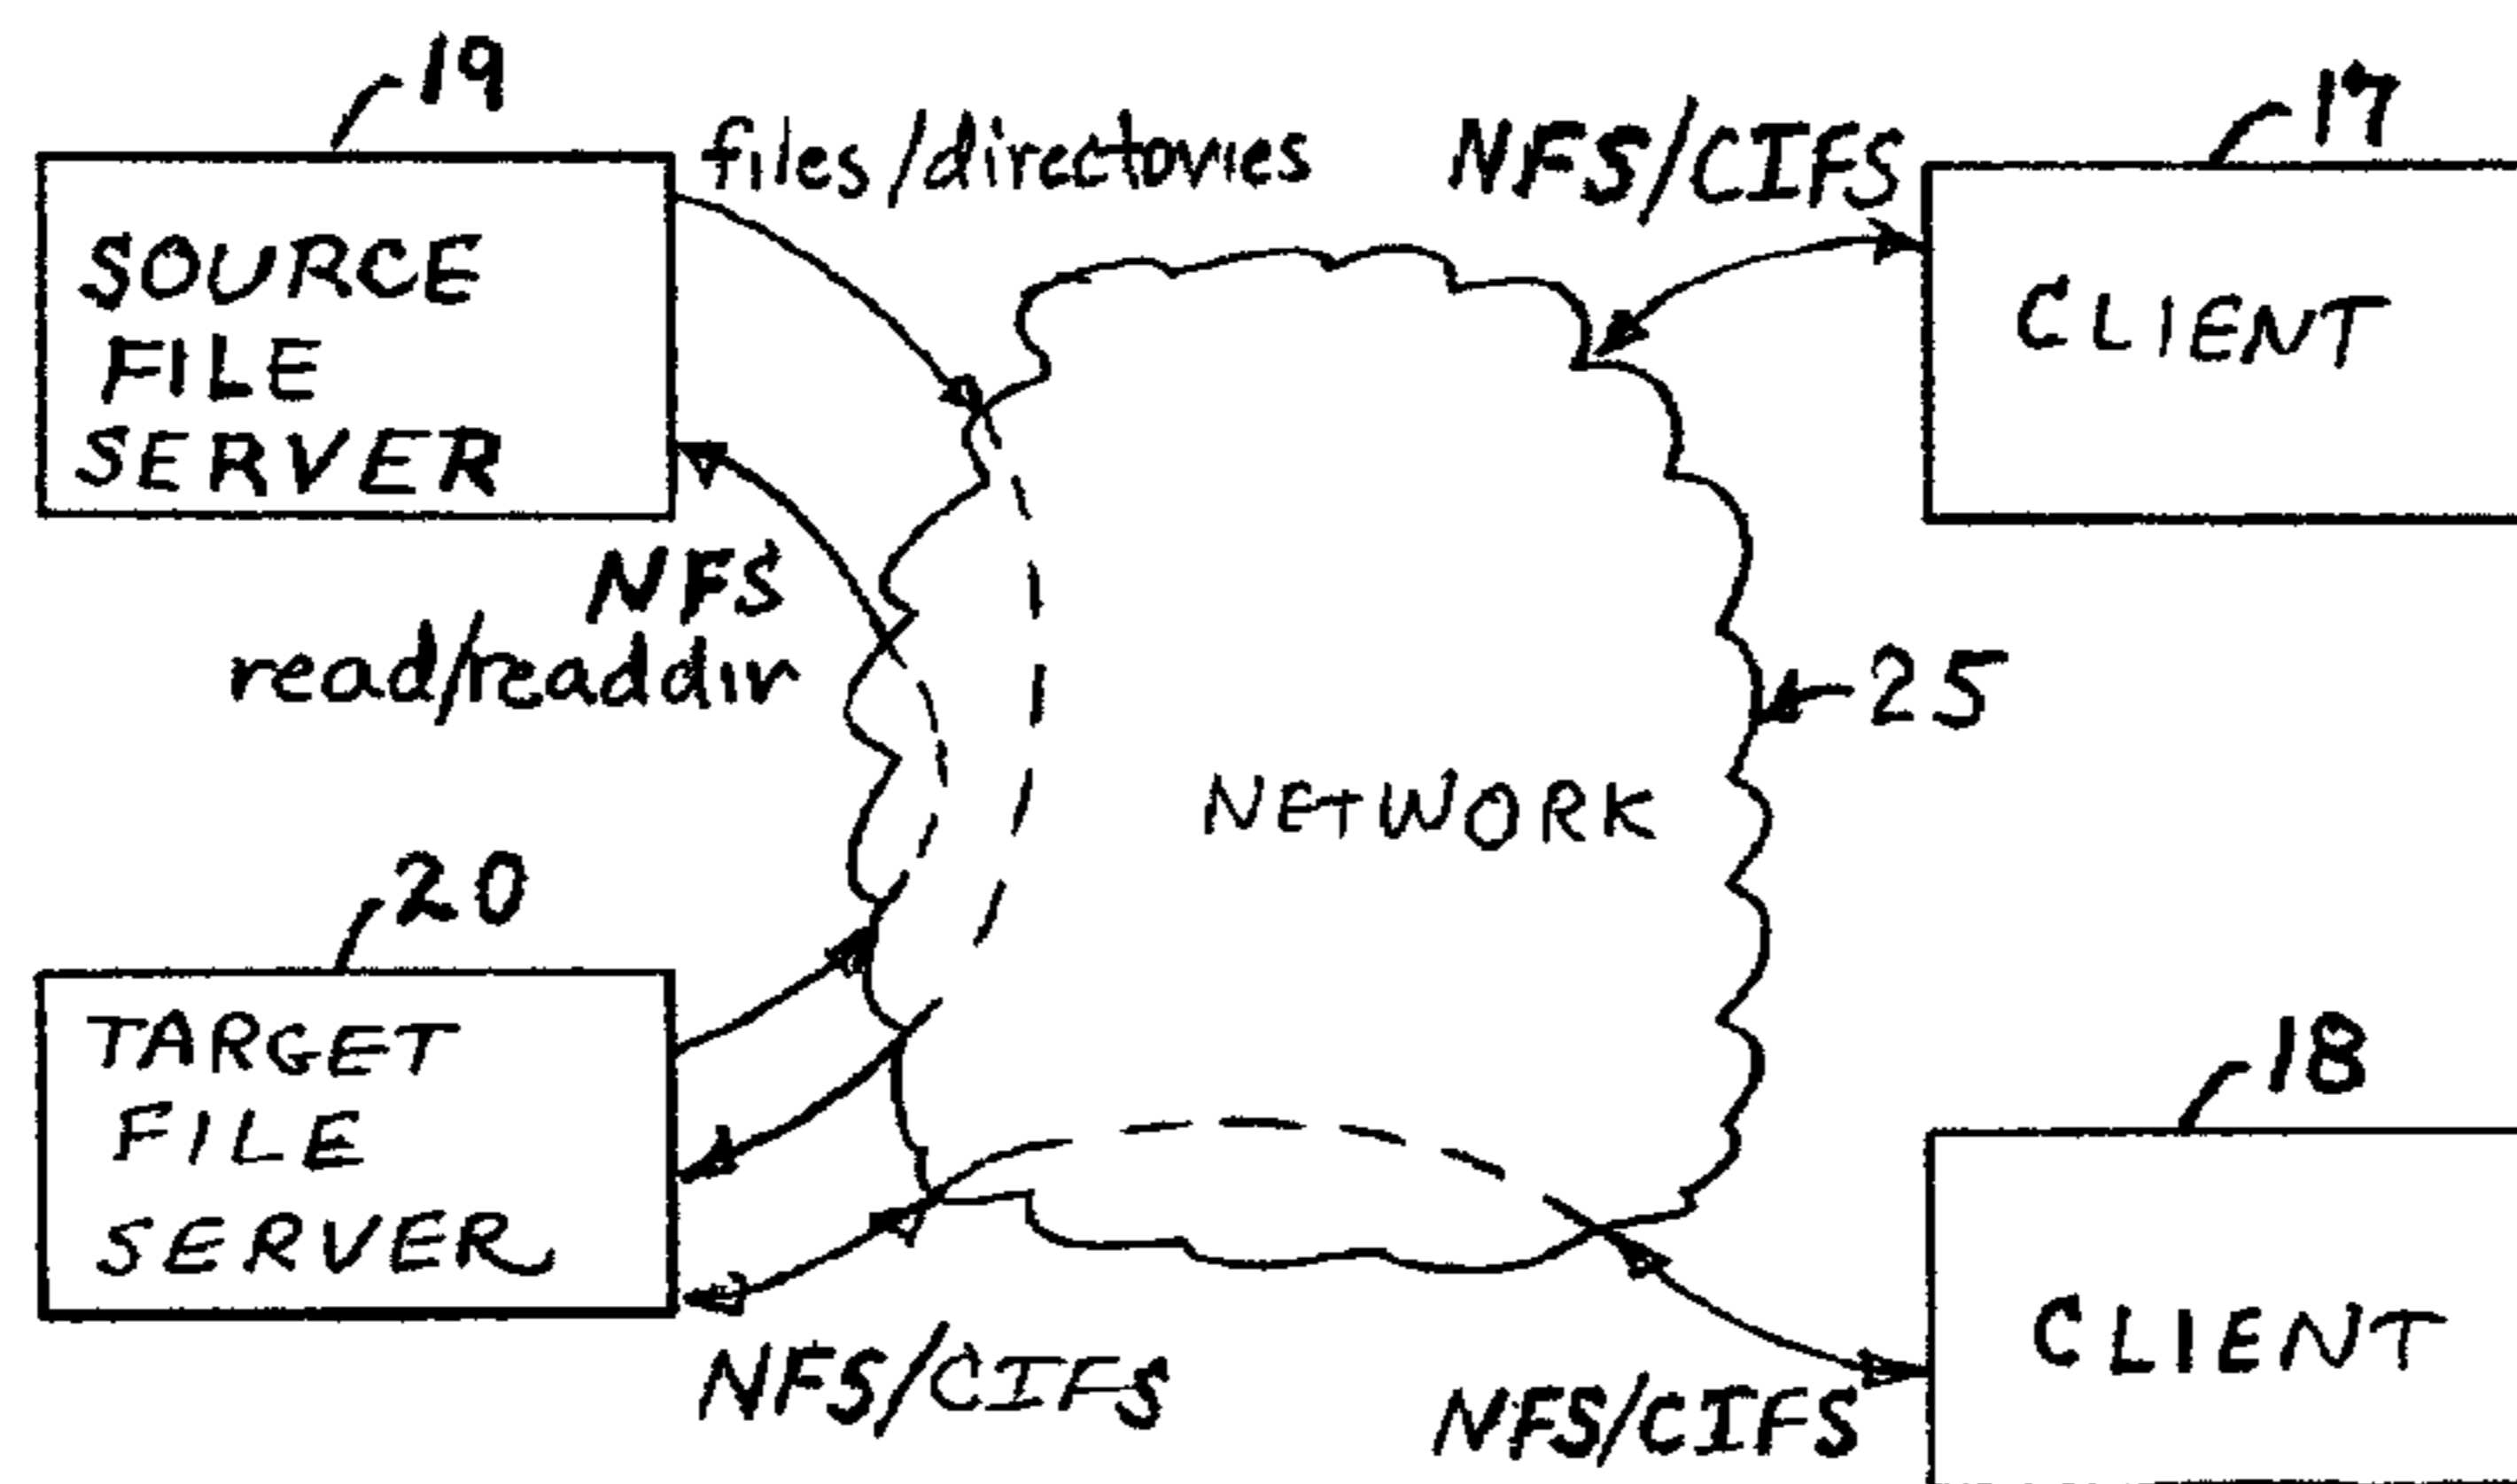 19
files/directories
NFS/CIFS
17
SOURCE
FILE
SERVER
CLIENT
NFS
read/readdir
25
NETWORK
20
TARGET
FILE
SERVER
18
CLIENT
NFS/CIFS
NFS/CIFS